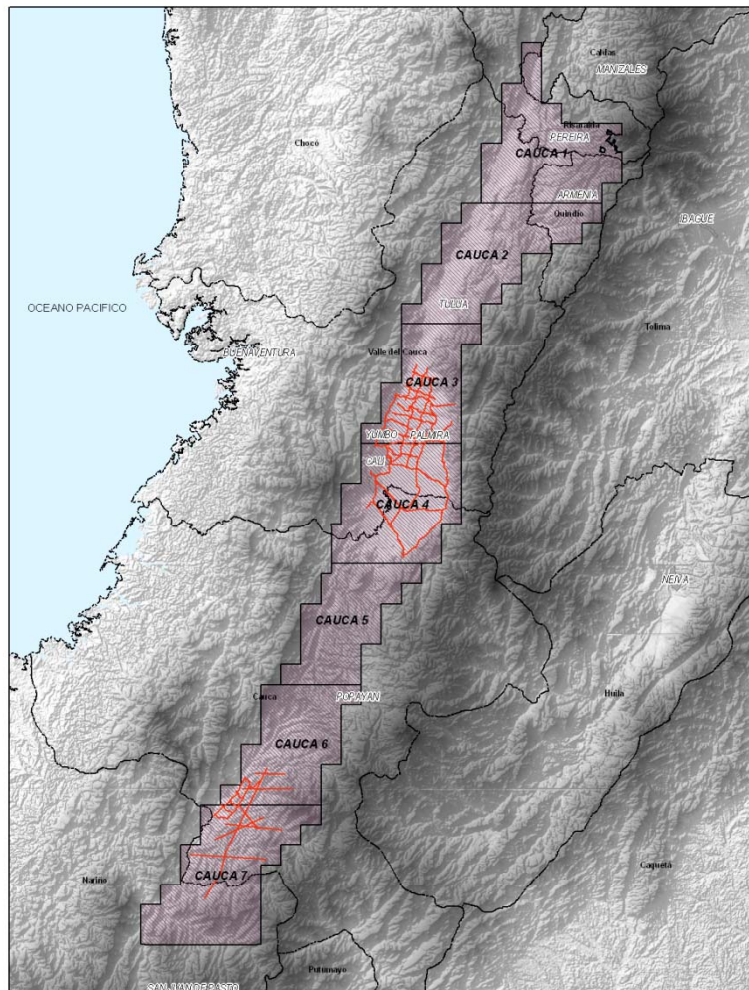 Caldas
MANIZALES
Risaralda
PEREIRA
Chocó
CAUCA 1
ARMENIA
Quindío
IBAGUE
CAUCA 2
OCEANO PACIFICO
TULUA
Tolima
BUENAVENTURA
Valle del Cauca
CAUCA 3
YUMBO
PALMIRA
CALI
CAUCA 4
NEIVA
CAUCA 5
Cauca
POPAYAN
Huila
CAUCA 6
Caquetá
CAUCA 7
Nariño
Putumayo
SAN JUAN DE PASTO